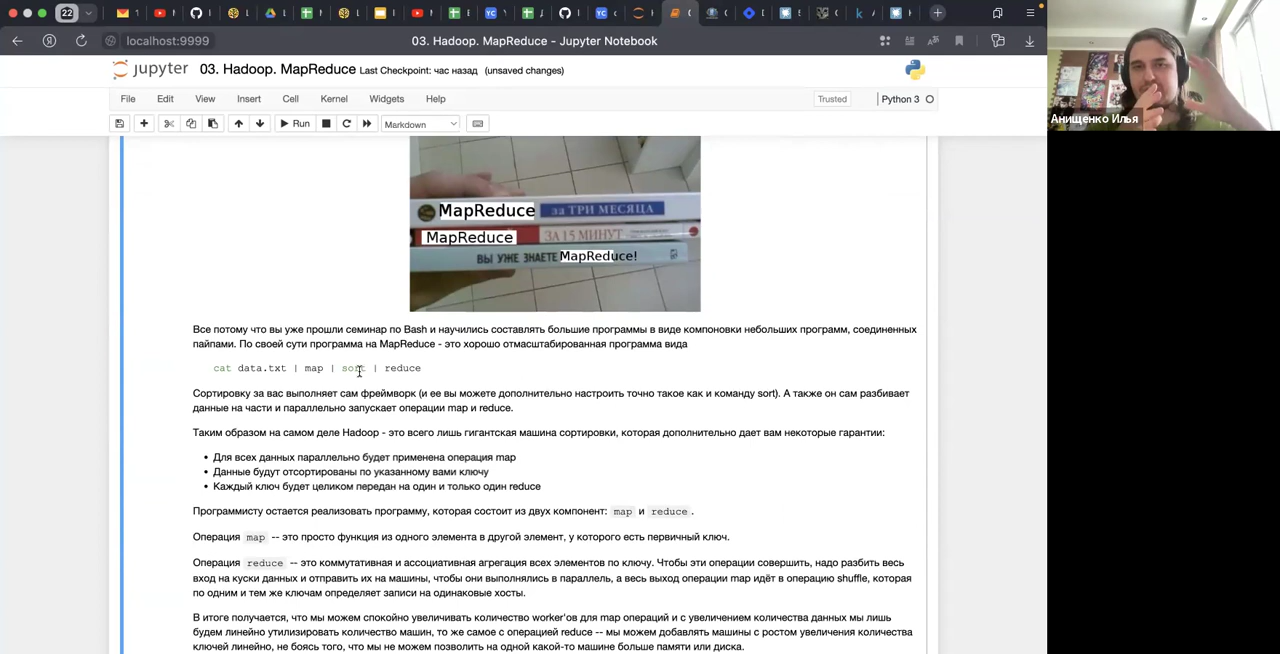 22
localhost:9999
03. Hadoop. MapReduce - Jupyter Notebook
jupyter 03. Hadoop. MapReduce Last Checkpoint: час назад (unsaved changes)
File Edit View Insert Cell Kernel Widgets Help Trusted Python 3
Run Markdown
MapReduce за ТРИ МЕСЯЦА
MapReduce ЗА 15 МИНУТ
ВЫ УЖЕ ЗНАЕТЕ MapReduce!
Все потому что вы уже прошли семинар по Bash и научились составлять большие программы в виде компоновки небольших программ, соединенных
пайпами. По своей сути программа на MapReduce - это хорошо отмасштабированная программа вида
cat data.txt | map | sort | reduce
Сортировку за вас выполняет сам фреймворк (и ее вы можете дополнительно настроить точно такое как и команду sort). А также он сам разбивает
данные на части и параллельно запускает операции map и reduce.
Таким образом на самом деле Hadoop - это всего лишь гигантская машина сортировки, которая дополнительно дает вам некоторые гарантии:
• Для всех данных параллельно будет применена операция map
• Данные будут отсортированы по указанному вами ключу
• Каждый ключ будет целиком передан на один и только один reduce
Программисту остается реализовать программу, которая состоит из двух компонент: map и reduce.
Операция map -- это просто функция из одного элемента в другой элемент, у которого есть первичный ключ.
Операция reduce -- это коммутативная и ассоциативная агрегация всех элементов по ключу. Чтобы эти операции совершить, надо разбить весь
вход на куски данных и отправить их на машины, чтобы они выполнялись в параллель, а весь выход операции map идёт в операцию shuffle, которая
по одним и тем же ключам определяет записи на одинаковые хосты.
В итоге получается, что мы можем спокойно увеличивать количество worker'ов для map операций и с увеличением количества данных мы лишь
будем линейно утилизировать количество машин, то же самое с операцией reduce -- мы можем добавлять машины с ростом увеличения количества
ключей линейно, не боясь того, что мы не можем позволить на одной какой-то машине больше памяти или диска.
Анищенко Илья